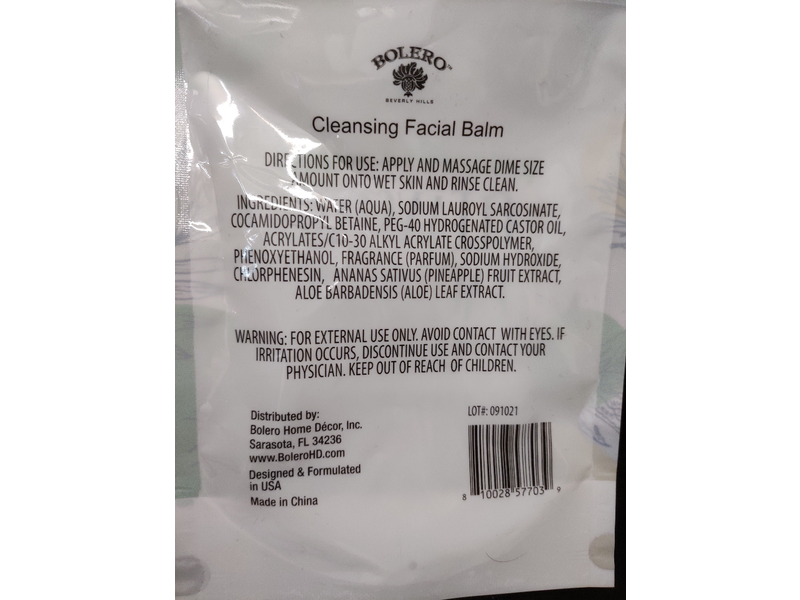 BOLERO™
BEVERLY HILLS
Cleansing Facial Balm
DIRECTIONS FOR USE: APPLY AND MASSAGE DIME SIZE
AMOUNT ONTO WET SKIN AND RINSE CLEAN.
INGREDIENTS: WATER (AQUA), SODIUM LAUROYL SARCOSINATE,
COCAMIDOPROPYL BETAINE, PEG-40 HYDROGENATED CASTOR OIL,
ACRYLATES/C10-30 ALKYL ACRYLATE CROSSPOLYMER,
PHENOXYETHANOL, FRAGRANCE (PARFUM), SODIUM HYDROXIDE,
CHLORPHENESIN, ANANAS SATIVUS (PINEAPPLE) FRUIT EXTRACT,
ALOE BARBADENSIS (ALOE) LEAF EXTRACT.
WARNING: FOR EXTERNAL USE ONLY. AVOID CONTACT WITH EYES. IF
IRRITATION OCCURS, DISCONTINUE USE AND CONTACT YOUR
PHYSICIAN. KEEP OUT OF REACH OF CHILDREN.
Distributed by:
Bolero Home Décor, Inc.
Sarasota, FL 34236
www.BoleroHD.com
Designed & Formulated
in USA
Made in China
LOT#: 091021
8 10028 57703 9